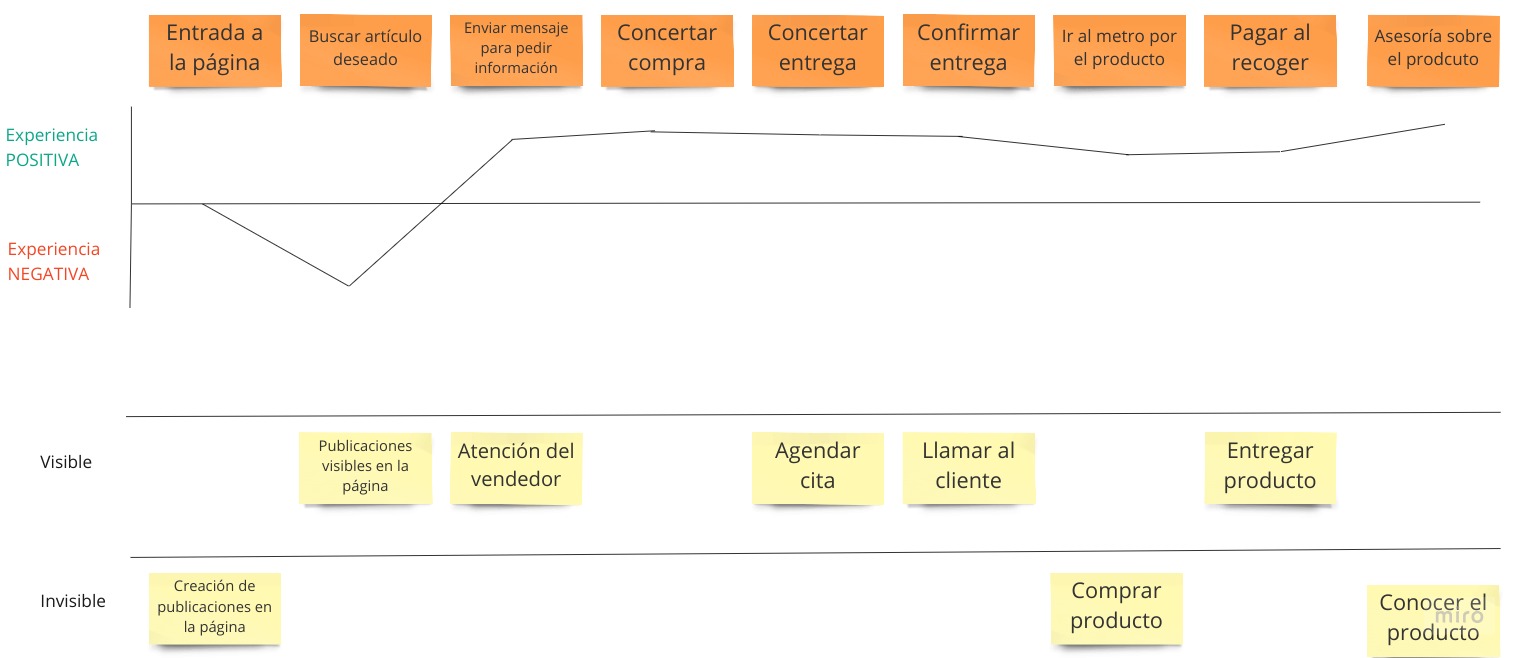 Entrada a
la página
Buscar artículo
deseado
Enviar mensaje
para pedir
información
Concertar
compra
Concertar
entrega
Confirmar
entrega
Ir al metro por
el producto
Pagar al
recoger
Asesoría sobre
el prodcuto
Experiencia
POSITIVA
Experiencia
NEGATIVA
Visible
Publicaciones
visibles en la
página
Atención del
vendedor
Agendar
cita
Llamar al
cliente
Entregar
producto
Invisible
Creación de
publicaciones en
la página
Comprar
producto
Conocer el
producto
miro